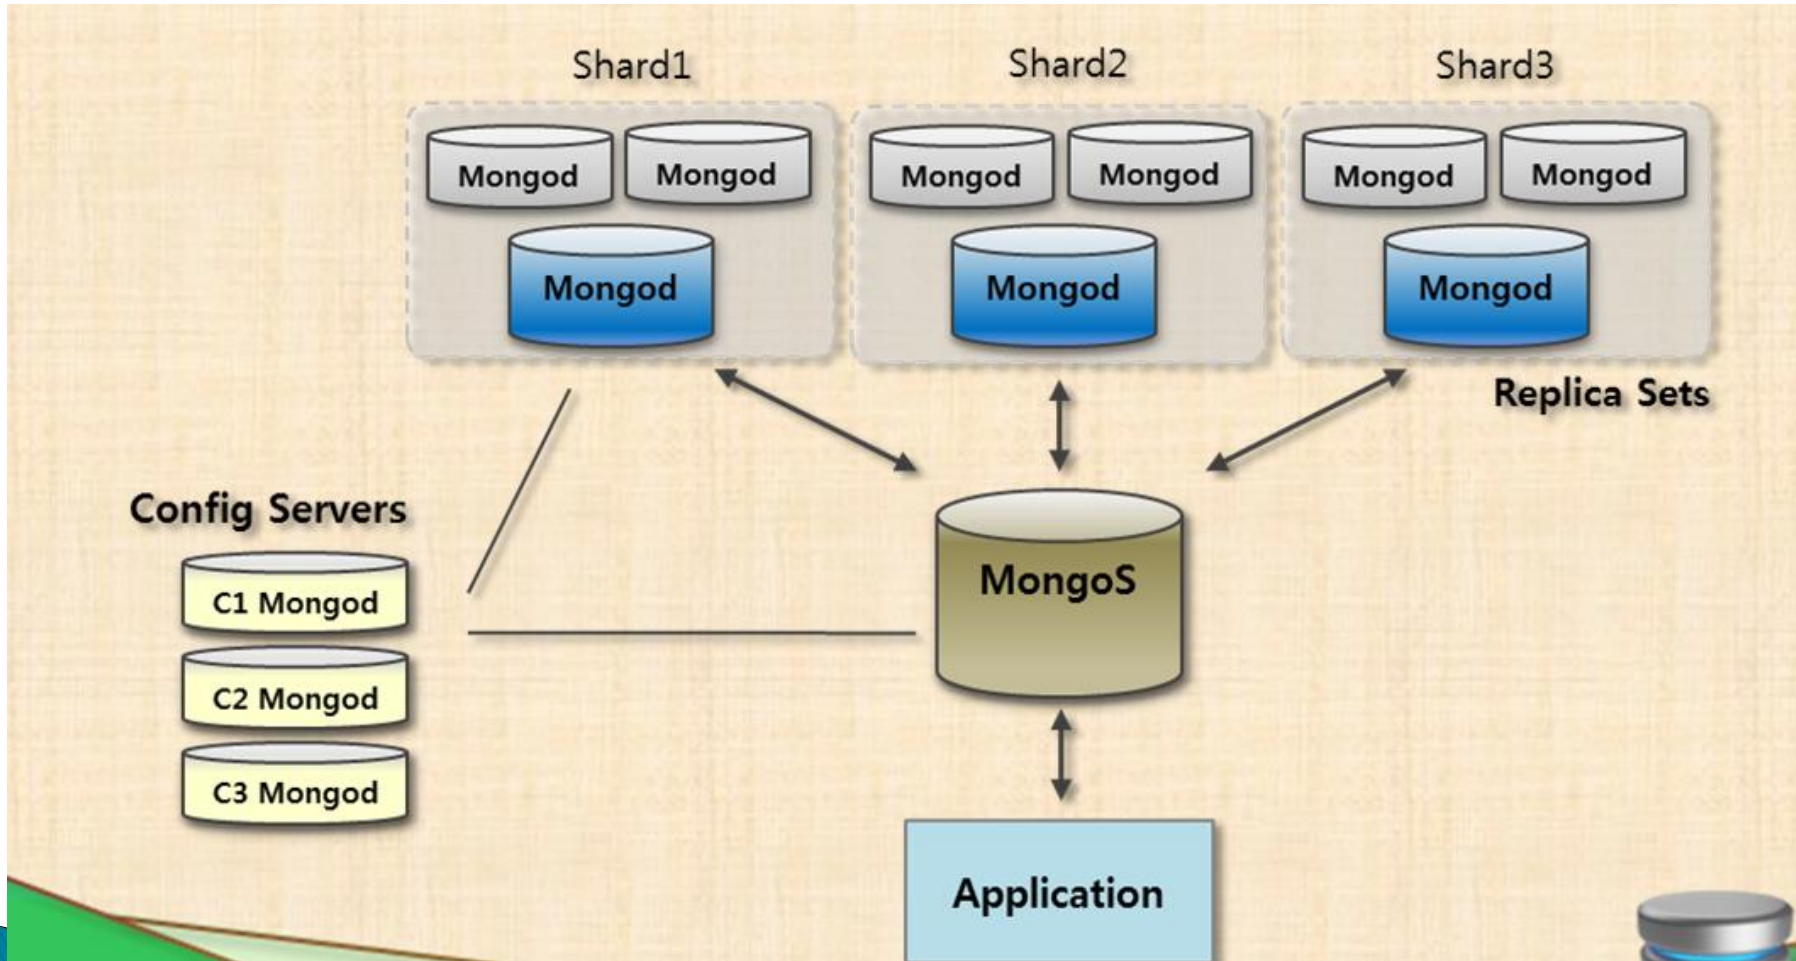 Shard1
Shard2
Shard3
Mongod
Mongod
Mongod
Mongod
Mongod
Mongod
Mongod
Mongod
Mongod
Replica Sets
Config Servers
C1 Mongod
C2 Mongod
C3 Mongod
MongoS
Application